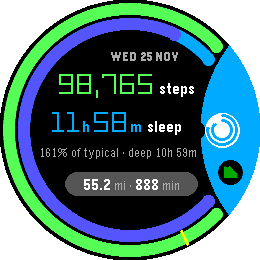 WED 25 NOV
98,765 steps
11h58m sleep
161% of typical · deep 10h 59m
55.2 mi · 888 min